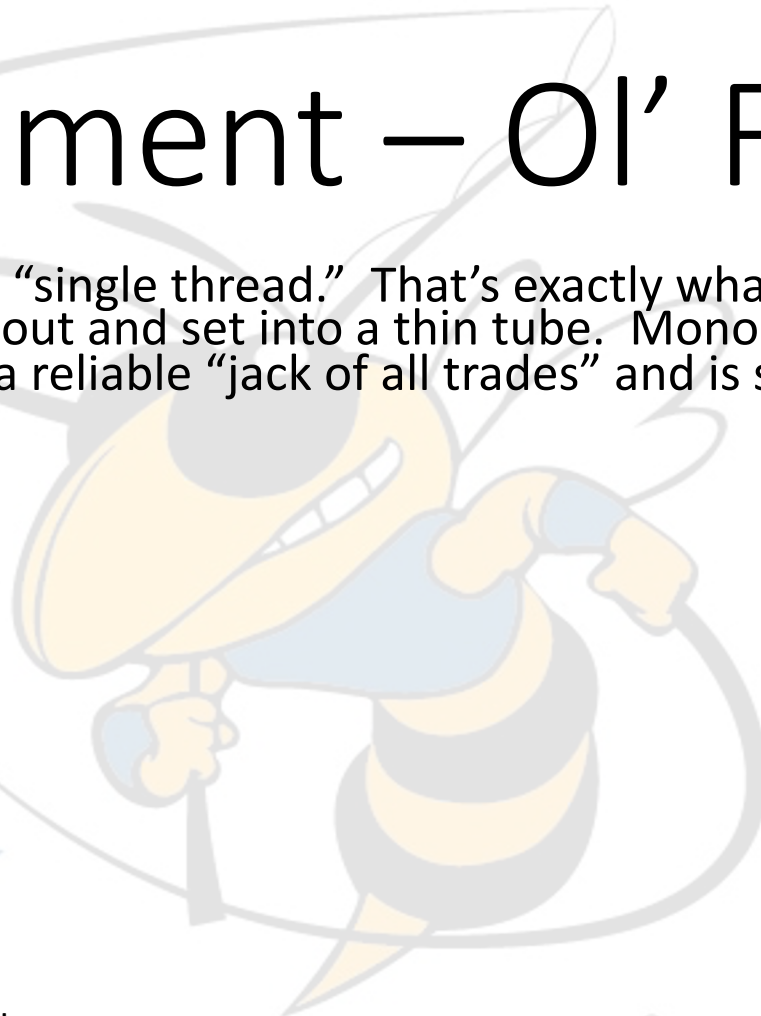 ment – Ol’ F
“single thread.”  That’s exactly wha
out and set into a thin tube.  Mono
a reliable “jack of all trades” and is s